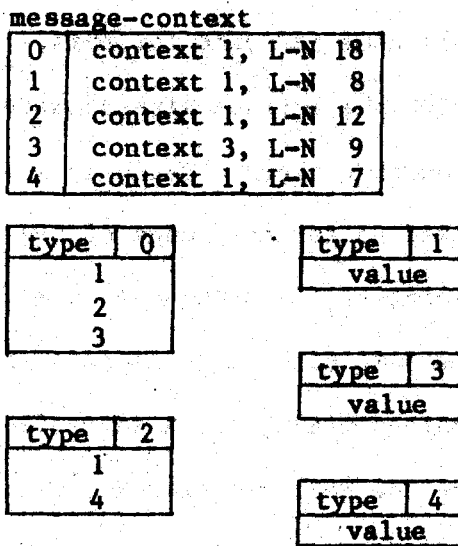 message-context
0 context 1, L-N 18
1 context 1, L-N 8
2 context 1, L-N 12
3 context 3, L-N 9
4 context 1, L-N 7
type 0
1
2
3
type 1
value
type 3
value
type 2
1
4
type 4
value